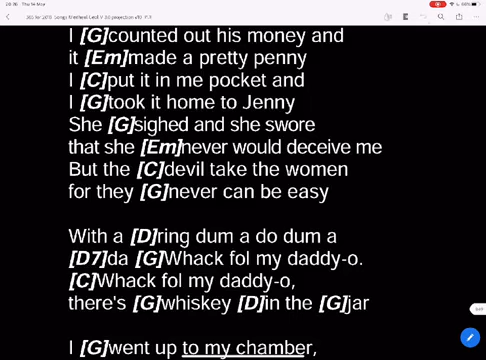 I [G]counted out his money and
it [Em]made a pretty penny
I [C]put it in me pocket and
I [G]took it home to Jenny
She [G]sighed and she swore
that she [Em]never would deceive me
But the [C]devil take the women
for they [G]never can be easy
With a [D]ring dum a do dum a
[D7]da [G]Whack fol my daddy-o.
[C]Whack fol my daddy-o,
there's [G]whiskey [D]in the [G]jar
I [G]went up to my chamber,